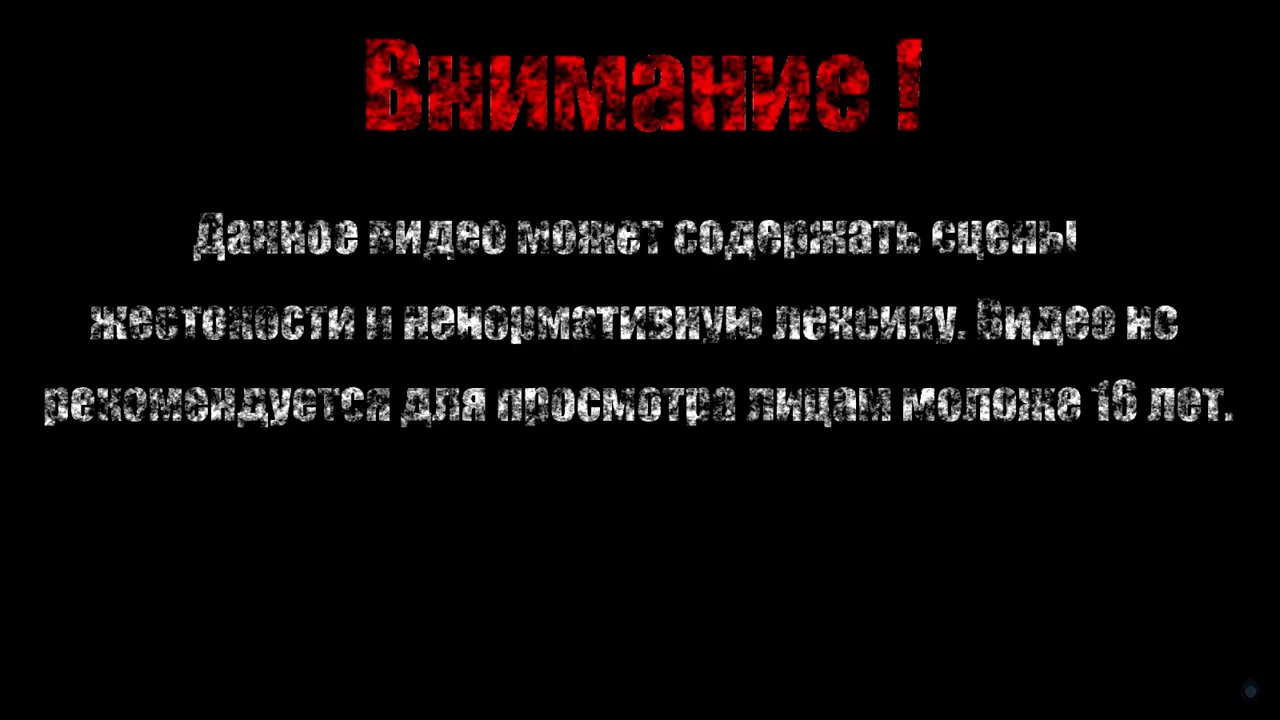 Внимание !
Данное видео может содержать сцены
жестокости и ненормативную лексику. Видео не
рекомендуется для просмотра лицам моложе 16 лет.